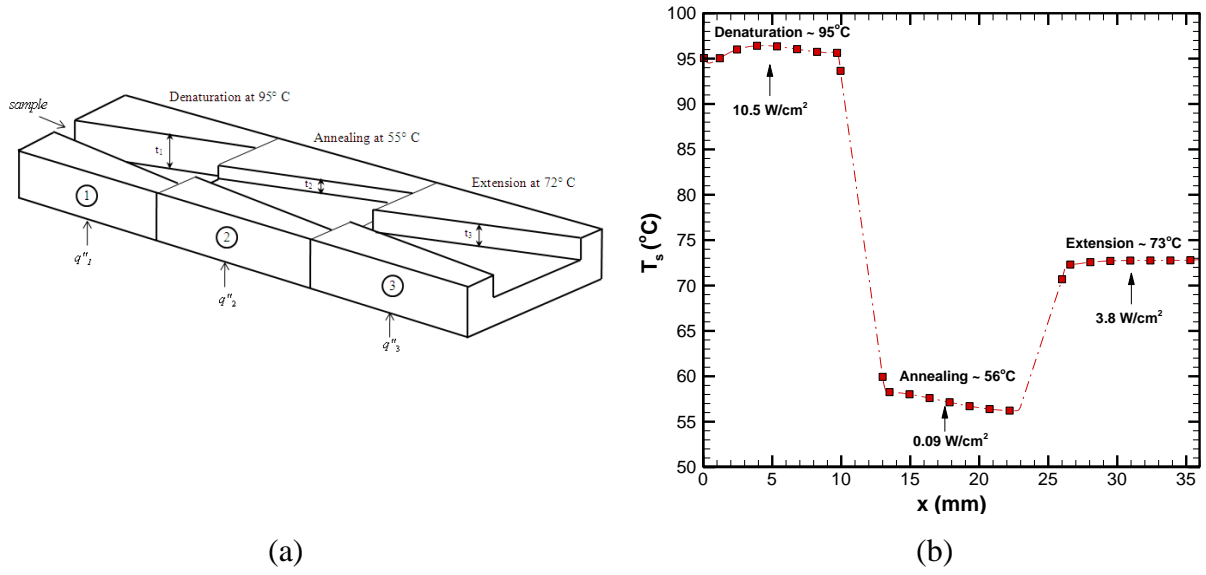 sample
Denaturation at 95° C
Annealing at 55° C
Extension at 72° C
t₁
t₂
t₃
1
2
3
q"₁
q"₂
q"₃
(a)
100
95
90
85
80
75
70
65
60
55
50
Tₛ (°C)
Denaturation ~ 95°C
10.5 W/cm²
Annealing ~ 56°C
0.09 W/cm²
Extension ~ 73°C
3.8 W/cm²
0 5 10 15 20 25 30 35
x (mm)
(b)